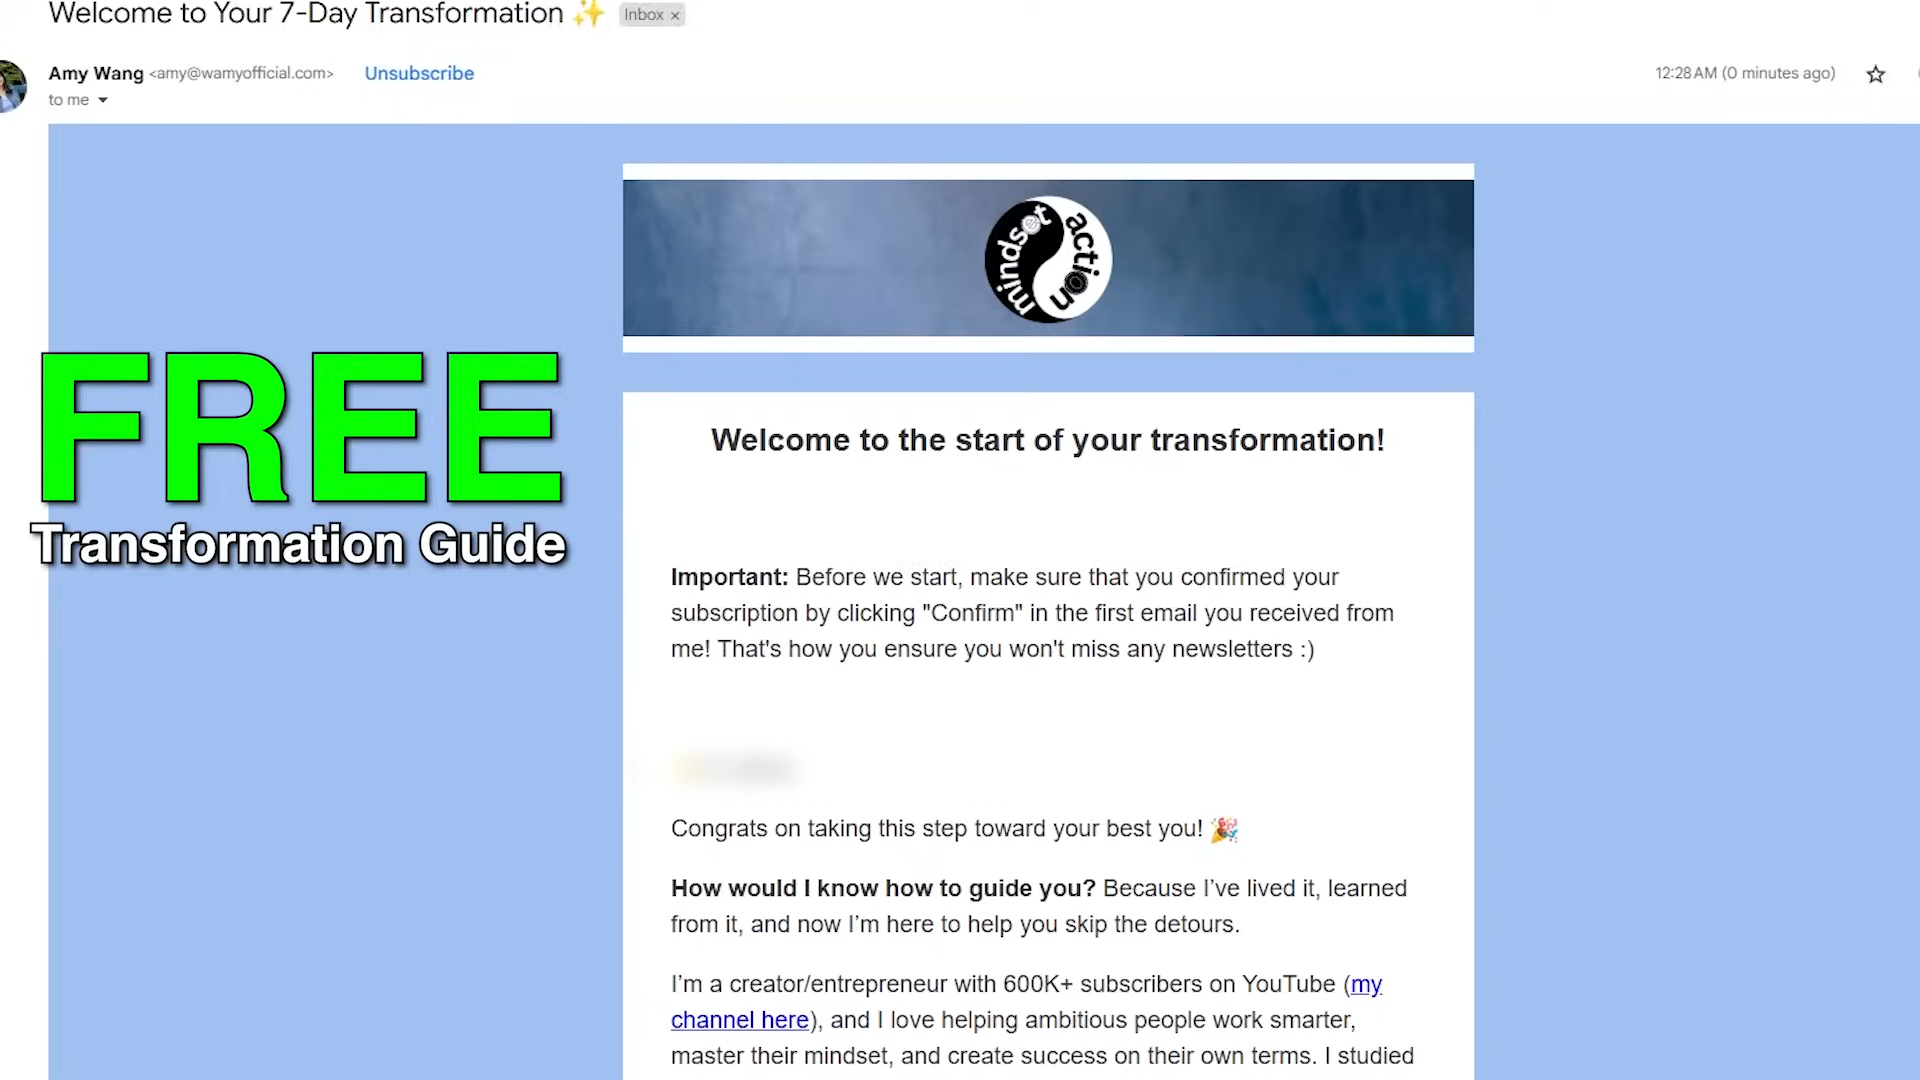 Welcome to Your 7-Day Transformation ✨ Inbox x
Amy Wang <amy@wamyofficial.com> Unsubscribe 12:28 AM (0 minutes ago)
to me
mindset action
FREE
Transformation Guide
Welcome to the start of your transformation!
Important: Before we start, make sure that you confirmed your
subscription by clicking "Confirm" in the first email you received from
me! That's how you ensure you won't miss any newsletters :)
Congrats on taking this step toward your best you! 🎉
How would I know how to guide you? Because I’ve lived it, learned
from it, and now I’m here to help you skip the detours.
I’m a creator/entrepreneur with 600K+ subscribers on YouTube (my
channel here), and I love helping ambitious people work smarter,
master their mindset, and create success on their own terms. I studied